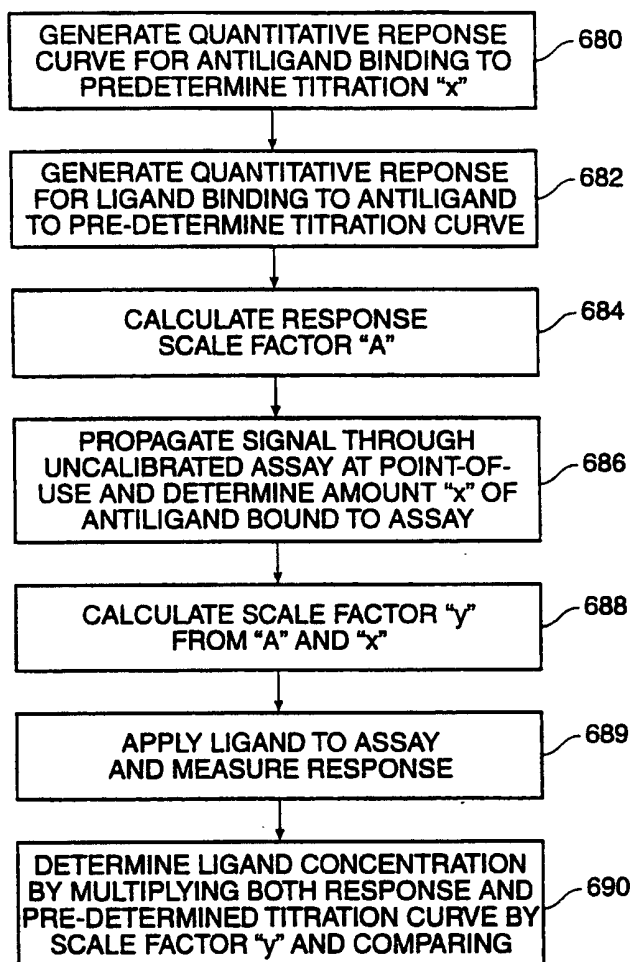 GENERATE QUANTITATIVE REPONSE
CURVE FOR ANTILIGAND BINDING TO
PREDETERMINE TITRATION “x”
680
GENERATE QUANTITATIVE REPONSE
FOR LIGAND BINDING TO ANTILIGAND
TO PRE-DETERMINE TITRATION CURVE
682
CALCULATE RESPONSE
SCALE FACTOR “A”
684
PROPAGATE SIGNAL THROUGH
UNCALIBRATED ASSAY AT POINT-OF-
USE AND DETERMINE AMOUNT “x” OF
ANTILIGAND BOUND TO ASSAY
686
CALCULATE SCALE FACTOR “y”
FROM “A” AND “x”
688
APPLY LIGAND TO ASSAY
AND MEASURE RESPONSE
689
DETERMINE LIGAND CONCENTRATION
BY MULTIPLYING BOTH RESPONSE AND
PRE-DETERMINED TITRATION CURVE BY
SCALE FACTOR “y” AND COMPARING
690